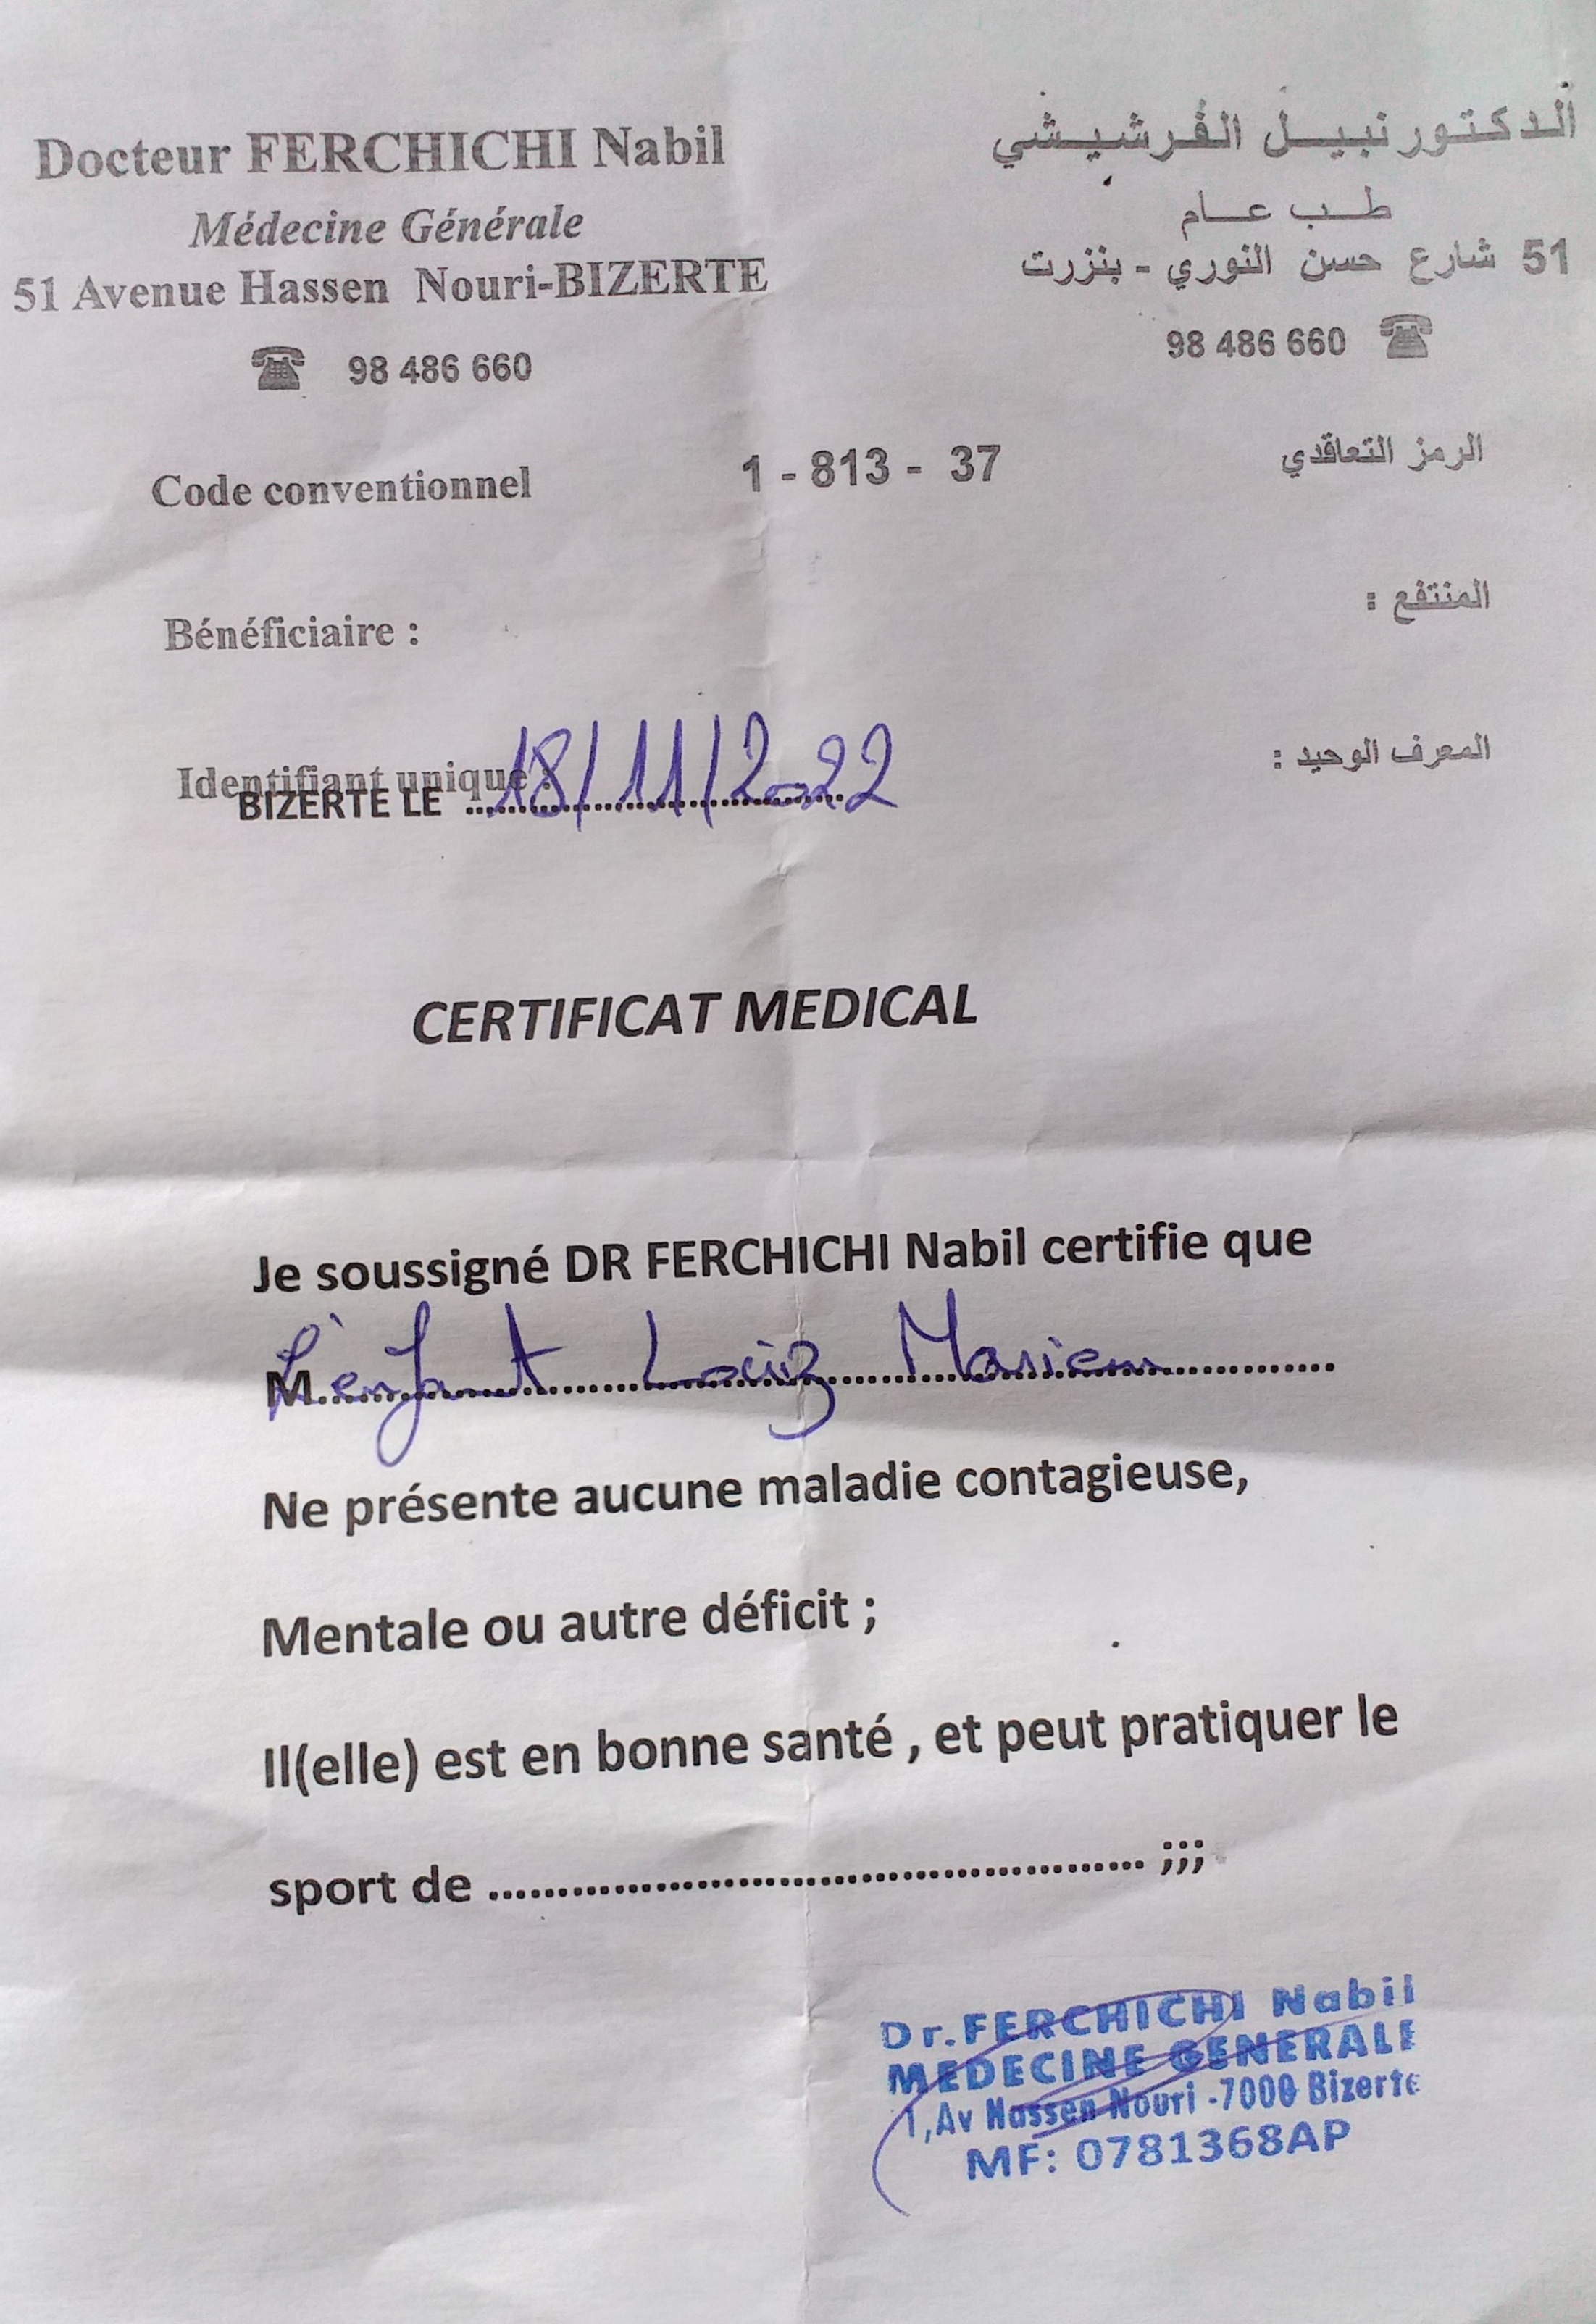 Docteur FERCHICHI Nabil
Médecine Générale
51 Avenue Hassen Nouri-BIZERTE
98 486 660
الدكتور نبيل الفرشيشي
طب عام
51 شارع حسن النوري - بنزرت
98 486 660
Code conventionnel 1 - 813 - 37 الرمز التعاقدي
Bénéficiaire : المنتفع :
Identifiant unique : المعرف الوحيد :
BIZERTE LE 18/11/2022
CERTIFICAT MEDICAL
Je soussigné DR FERCHICHI Nabil certifie que
M L'enfant Loüiz Mariem
Ne présente aucune maladie contagieuse,
Mentale ou autre déficit ;
Il(elle) est en bonne santé , et peut pratiquer le
sport de ................................................ ;;;
Dr.FERCHICHI Nabil
MEDECINE GENERALE
1,Av Hassen Nouri -7000 Bizerte
MF: 0781368AP